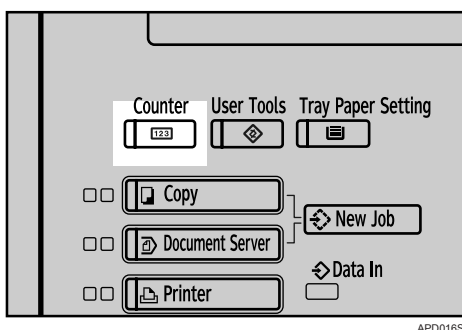 Counter User Tools Tray Paper Setting
123
Copy
New Job
Document Server
Data In
Printer
APD016S